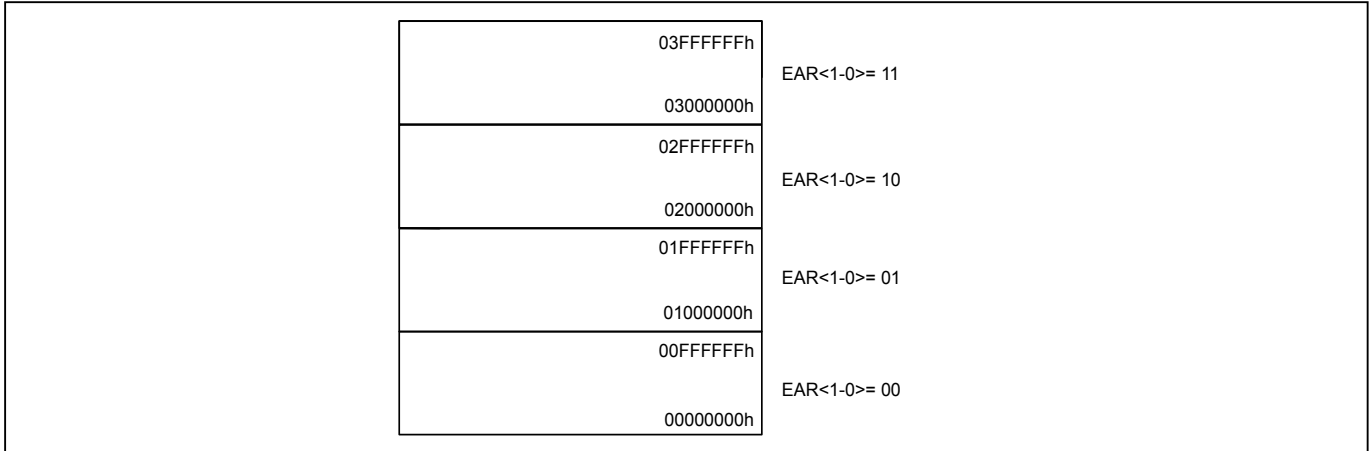 03FFFFFFh
EAR<1-0>= 11
03000000h
02FFFFFFh
EAR<1-0>= 10
02000000h
01FFFFFFh
EAR<1-0>= 01
01000000h
00FFFFFFh
EAR<1-0>= 00
00000000h